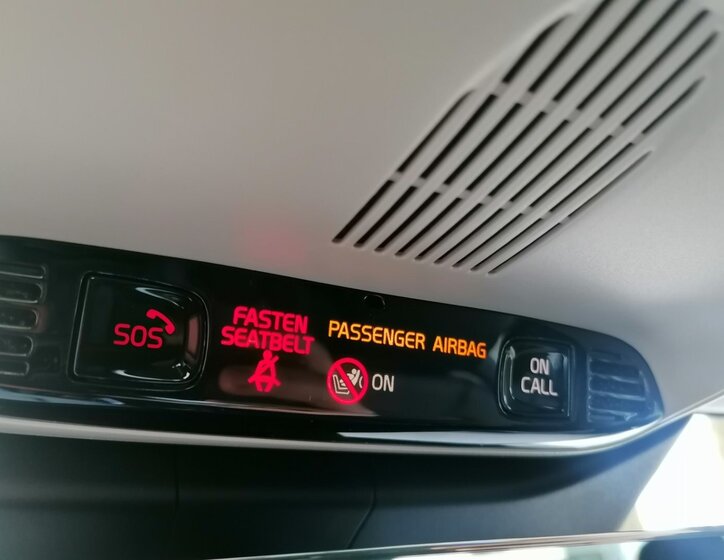 SOS
FASTEN
SEATBELT
PASSENGER AIRBAG
ON
ON
CALL